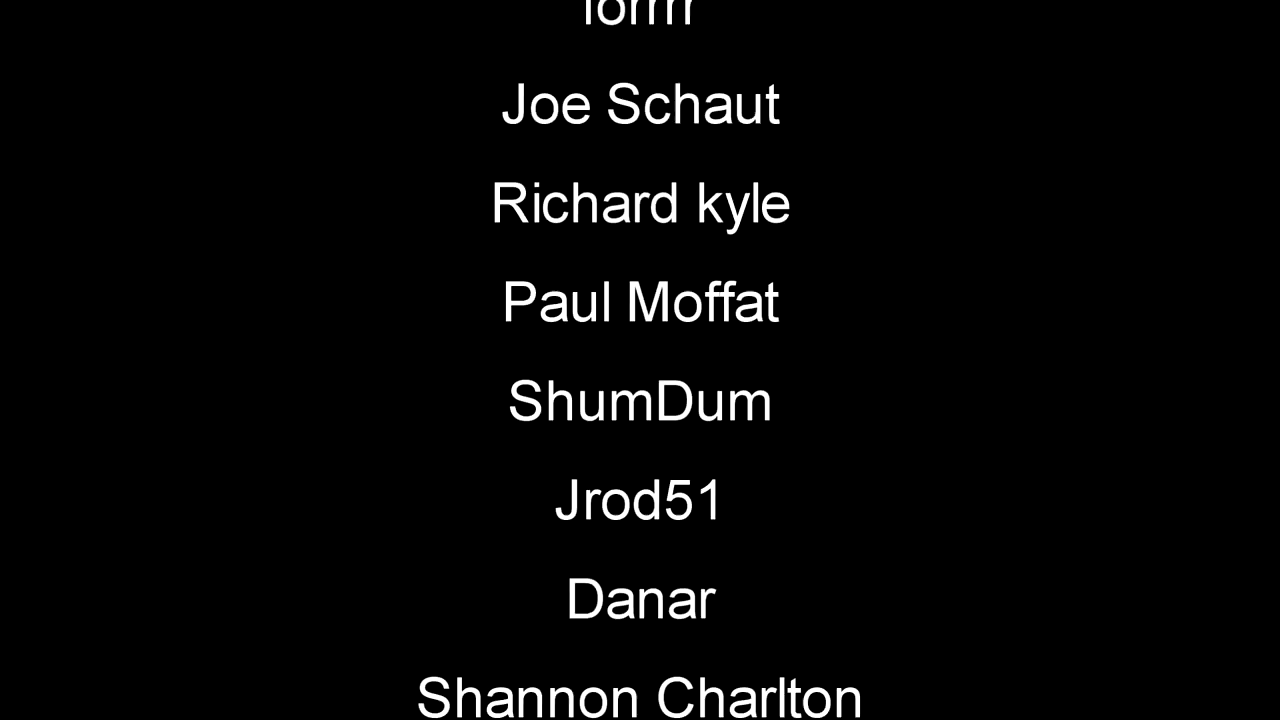 Joe Schaut
Richard kyle
Paul Moffat
ShumDum
Jrod51
Danar
Shannon Charlton